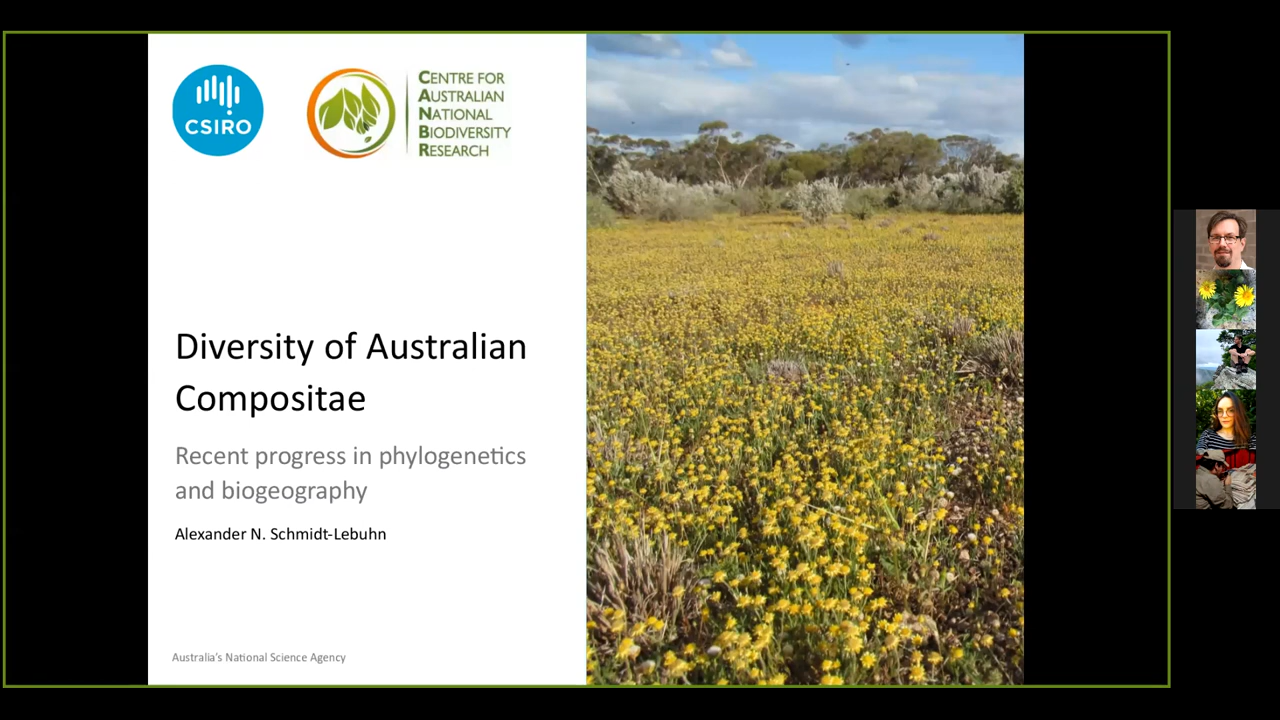 CSIRO
CENTRE FOR
AUSTRALIAN
NATIONAL
BIODIVERSITY
RESEARCH
Diversity of Australian
Compositae
Recent progress in phylogenetics
and biogeography
Alexander N. Schmidt-Lebuhn
Australia's National Science Agency